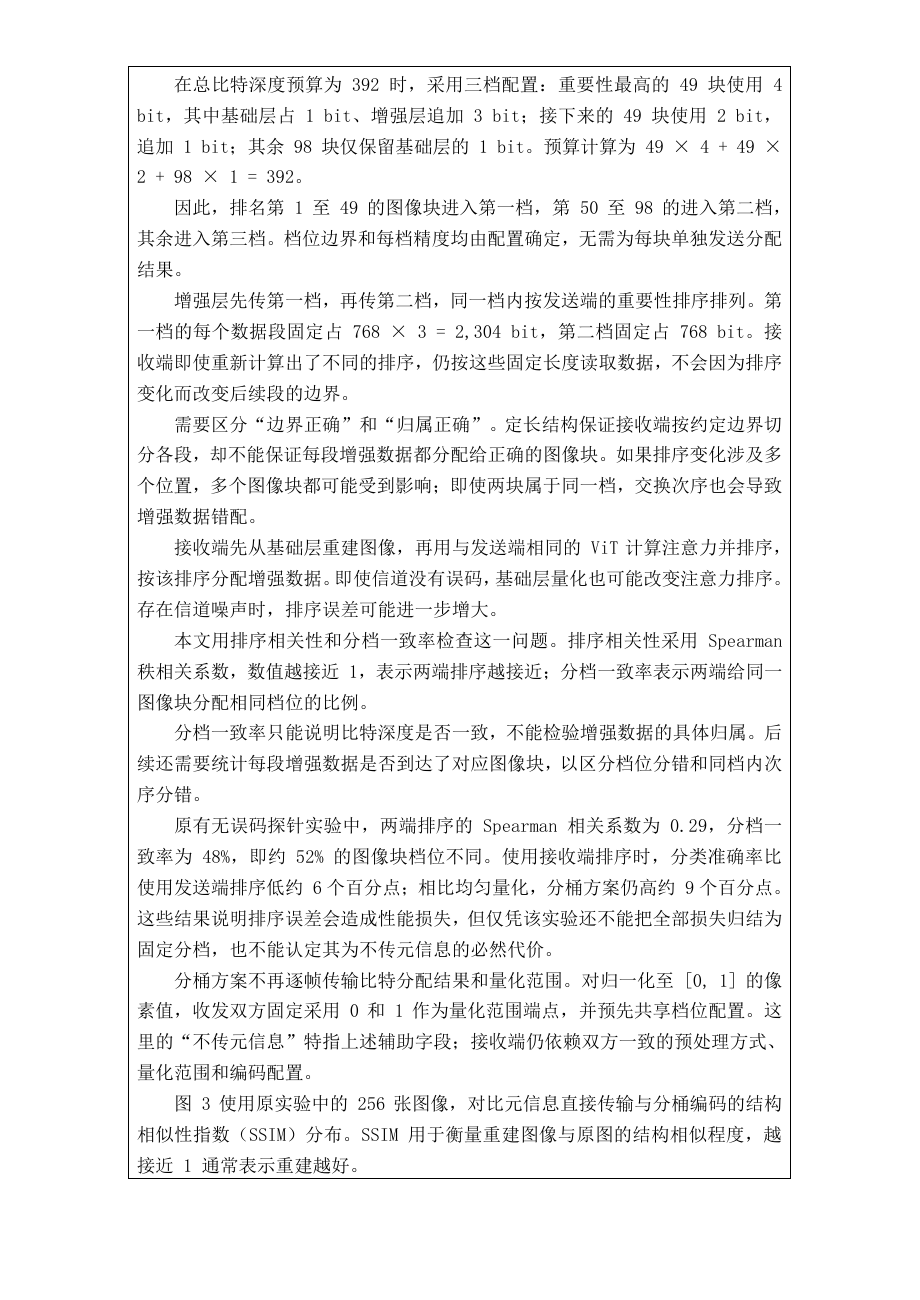 在总比特深度预算为 392 时，采用三档配置：重要性最高的 49 块使用 4
bit，其中基础层占 1 bit、增强层追加 3 bit；接下来的 49 块使用 2 bit，
追加 1 bit；其余 98 块仅保留基础层的 1 bit。预算计算为 49 × 4 + 49 ×
2 + 98 × 1 = 392。
因此，排名第 1 至 49 的图像块进入第一档，第 50 至 98 的进入第二档，
其余进入第三档。档位边界和每档精度均由配置确定，无需为每块单独发送分配
结果。
增强层先传第一档，再传第二档，同一档内按发送端的重要性排序排列。第
一档的每个数据段固定占 768 × 3 = 2,304 bit，第二档固定占 768 bit。接
收端即使重新计算出了不同的排序，仍按这些固定长度读取数据，不会因为排序
变化而改变后续段的边界。
需要区分“边界正确”和“归属正确”。定长结构保证接收端按约定边界切
分各段，却不能保证每段增强数据都分配给正确的图像块。如果排序变化涉及多
个位置，多个图像块都可能受到影响；即使两块属于同一档，交换次序也会导致
增强数据错配。
接收端先从基础层重建图像，再用与发送端相同的 ViT 计算注意力并排序，
按该排序分配增强数据。即使信道没有误码，基础层量化也可能改变注意力排序。
存在信道噪声时，排序误差可能进一步增大。
本文用排序相关性和分档一致率检查这一问题。排序相关性采用 Spearman
秩相关系数，数值越接近 1，表示两端排序越接近；分档一致率表示两端给同一
图像块分配相同档位的比例。
分档一致率只能说明比特深度是否一致，不能检验增强数据的具体归属。后
续还需要统计每段增强数据是否到达了对应图像块，以区分档位分错和同档内次
序分错。
原有无误码探针实验中，两端排序的 Spearman 相关系数为 0.29，分档一
致率为 48%，即约 52% 的图像块档位不同。使用接收端排序时，分类准确率比
使用发送端排序低约 6 个百分点；相比均匀量化，分桶方案仍高约 9 个百分点。
这些结果说明排序误差会造成性能损失，但仅凭该实验还不能把全部损失归结为
固定分档，也不能认定其为不传元信息的必然代价。
分桶方案不再逐帧传输比特分配结果和量化范围。对归一化至 [0, 1] 的像
素值，收发双方固定采用 0 和 1 作为量化范围端点，并预先共享档位配置。这
里的“不传元信息”特指上述辅助字段；接收端仍依赖双方一致的预处理方式、
量化范围和编码配置。
图 3 使用原实验中的 256 张图像，对比元信息直接传输与分桶编码的结构
相似性指数（SSIM）分布。SSIM 用于衡量重建图像与原图的结构相似程度，越
接近 1 通常表示重建越好。